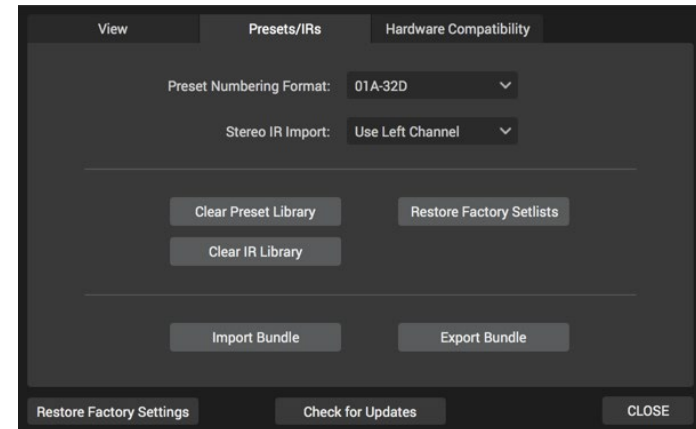 View Presets/IRs Hardware Compatibility
Preset Numbering Format: 01A-32D
Stereo IR Import: Use Left Channel
Clear Preset Library Restore Factory Setlists
Clear IR Library
Import Bundle Export Bundle
Restore Factory Settings Check for Updates CLOSE